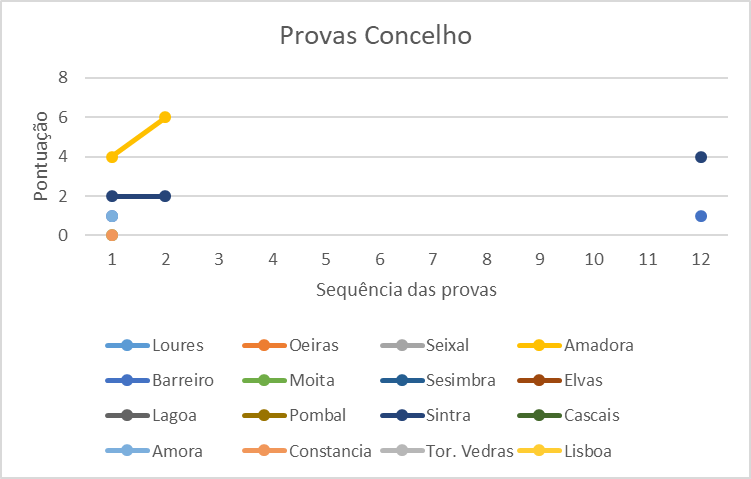 Provas Concelho
8
6
4
2
0
Pontuação
1 2 3 4 5 6 7 8 9 10 11 12
Sequência das provas
Loures Oeiras Seixal Amadora
Barreiro Moita Sesimbra Elvas
Lagoa Pombal Sintra Cascais
Amora Constancia Tor. Vedras Lisboa